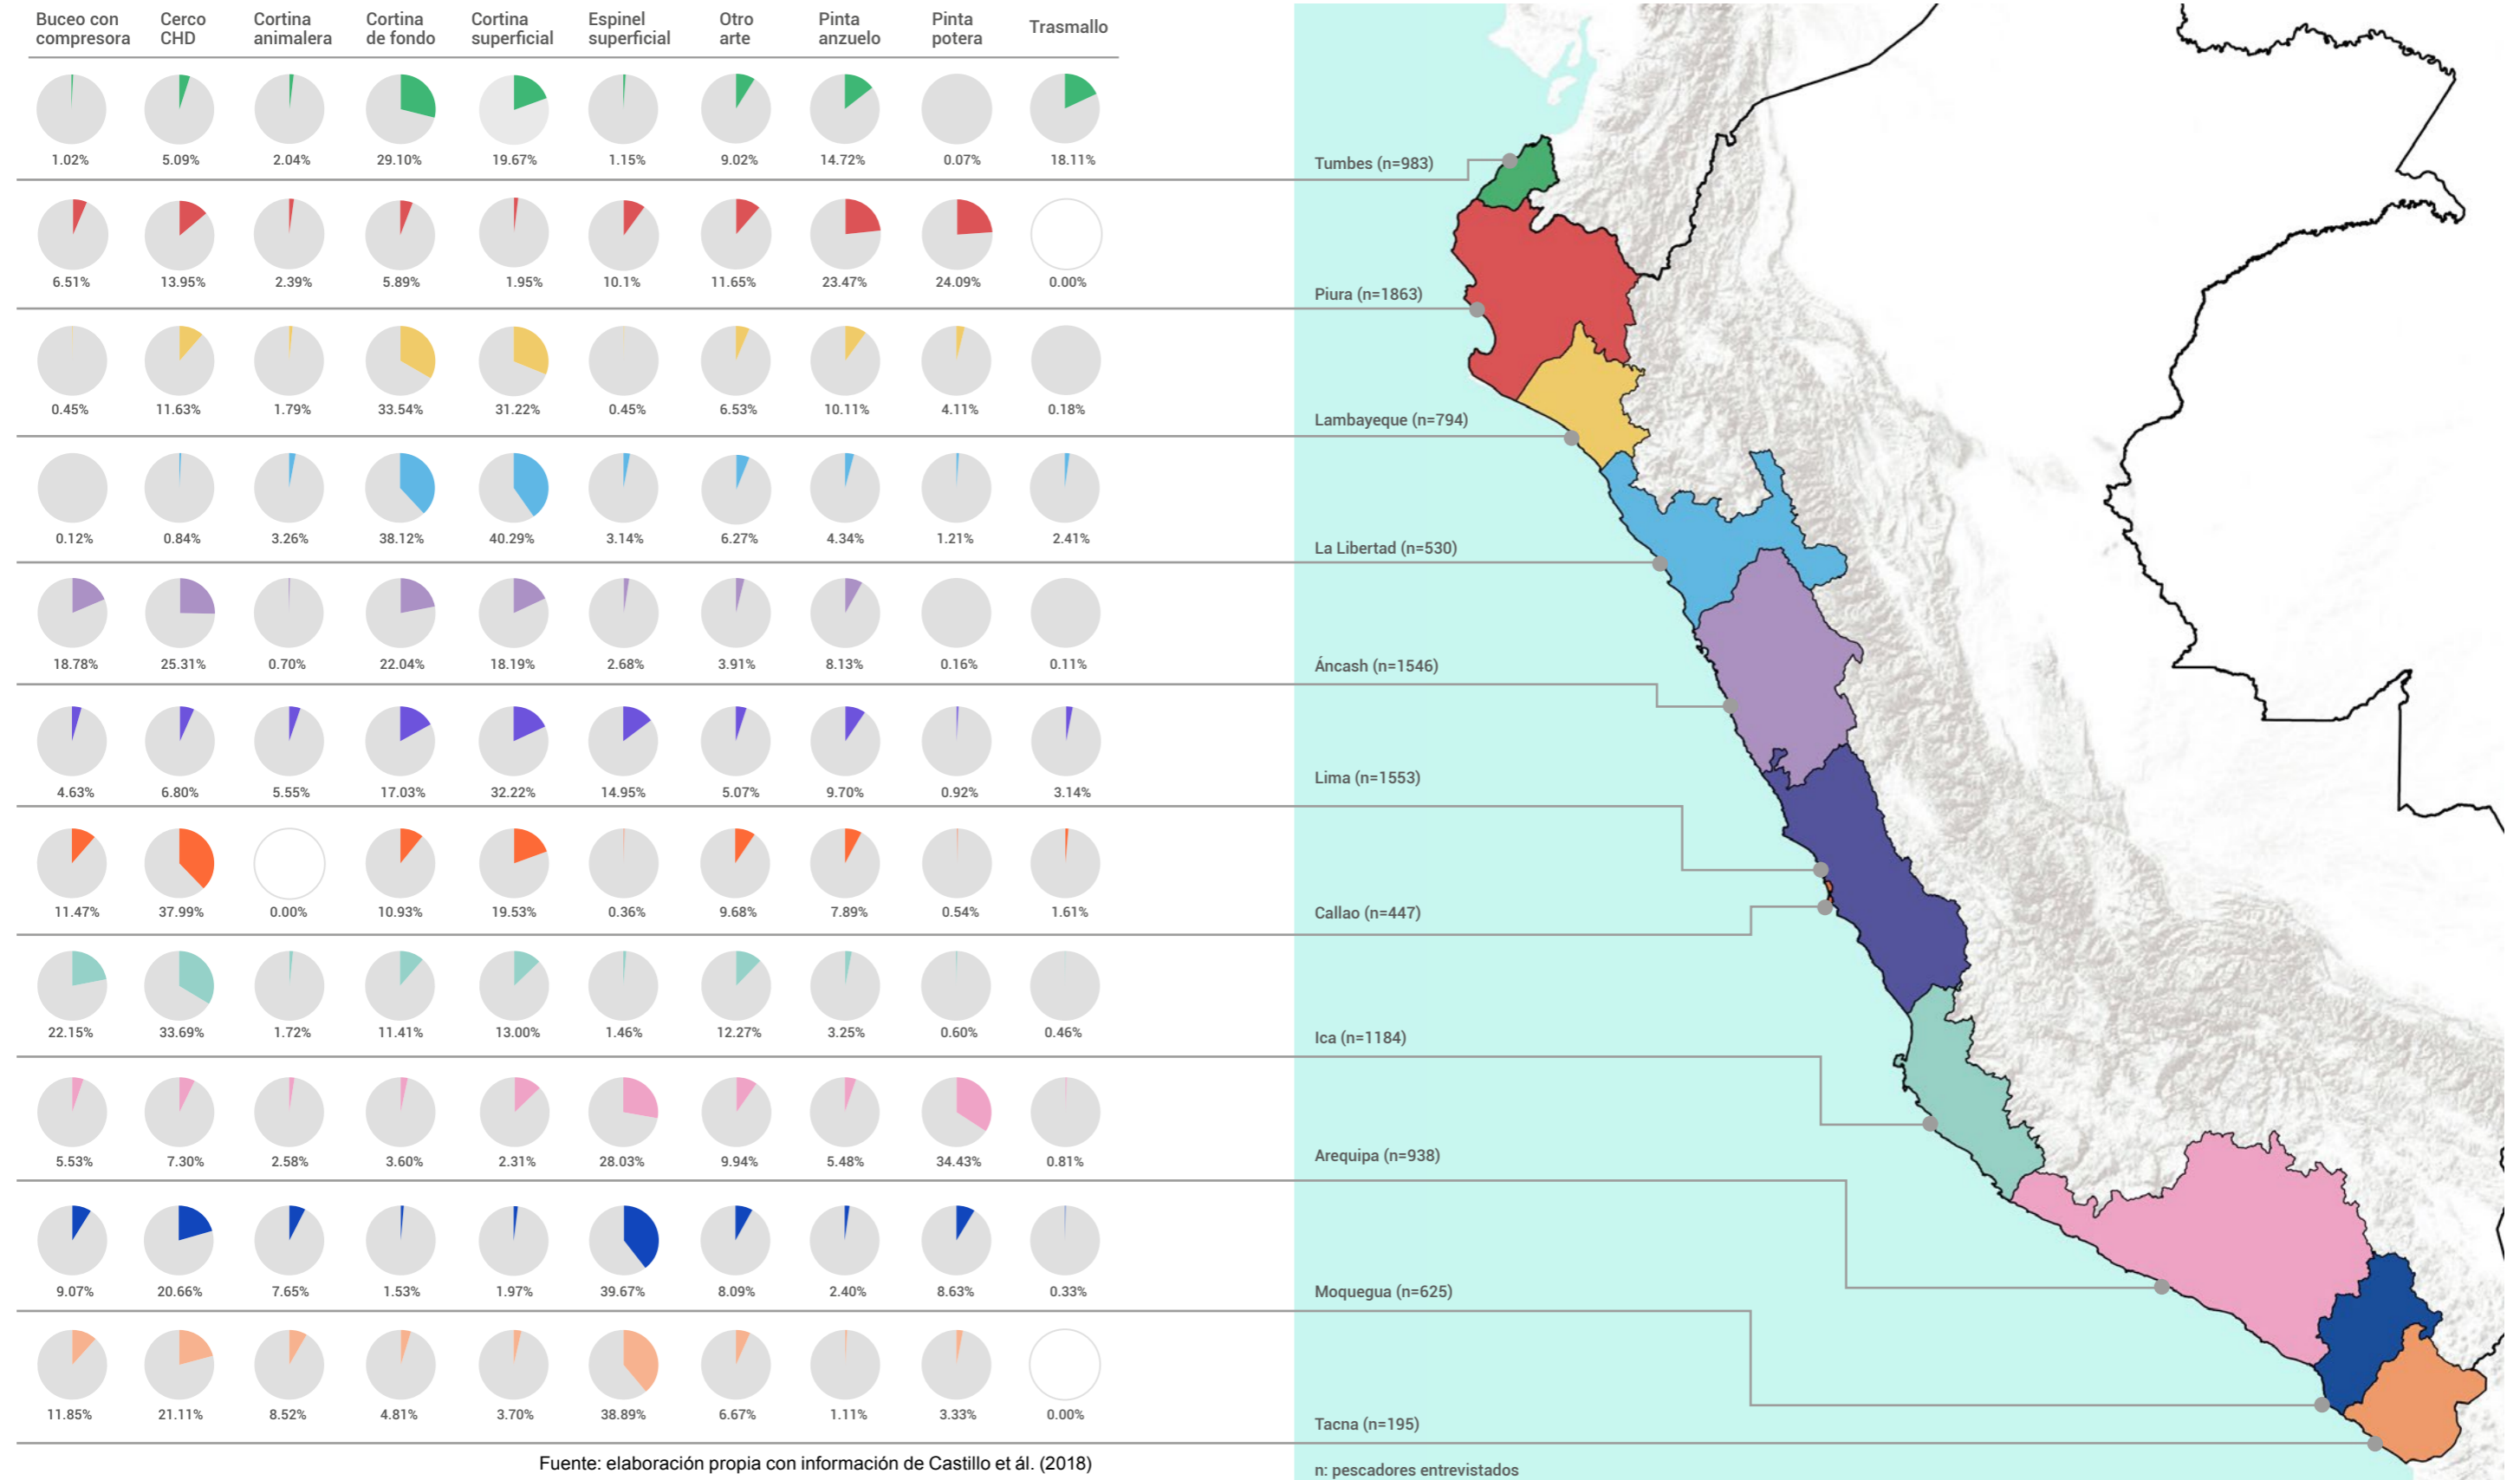 Buceo con compresora
Cerco CHD
Cortina animalera
Cortina de fondo
Cortina superficial
Espinel superficial
Otro arte
Pinta anzuelo
Pinta potera
Trasmallo
1.02% 5.09% 2.04% 29.10% 19.67% 1.15% 9.02% 14.72% 0.07% 18.11%
Tumbes (n=983)
6.51% 13.95% 2.39% 5.89% 1.95% 10.1% 11.65% 23.47% 24.09% 0.00%
Piura (n=1863)
0.45% 11.63% 1.79% 33.54% 31.22% 0.45% 6.53% 10.11% 4.11% 0.18%
Lambayeque (n=794)
0.12% 0.84% 3.26% 38.12% 40.29% 3.14% 6.27% 4.34% 1.21% 2.41%
La Libertad (n=530)
18.78% 25.31% 0.70% 22.04% 18.19% 2.68% 3.91% 8.13% 0.16% 0.11%
Áncash (n=1546)
4.63% 6.80% 5.55% 17.03% 32.22% 14.95% 5.07% 9.70% 0.92% 3.14%
Lima (n=1553)
11.47% 37.99% 0.00% 10.93% 19.53% 0.36% 9.68% 7.89% 0.54% 1.61%
Callao (n=447)
22.15% 33.69% 1.72% 11.41% 13.00% 1.46% 12.27% 3.25% 0.60% 0.46%
Ica (n=1184)
5.53% 7.30% 2.58% 3.60% 2.31% 28.03% 9.94% 5.48% 34.43% 0.81%
Arequipa (n=938)
9.07% 20.66% 7.65% 1.53% 1.97% 39.67% 8.09% 2.40% 8.63% 0.33%
Moquegua (n=625)
11.85% 21.11% 8.52% 4.81% 3.70% 38.89% 6.67% 1.11% 3.33% 0.00%
Tacna (n=195)
Fuente: elaboración propia con información de Castillo et ál. (2018)
n: pescadores entrevistados